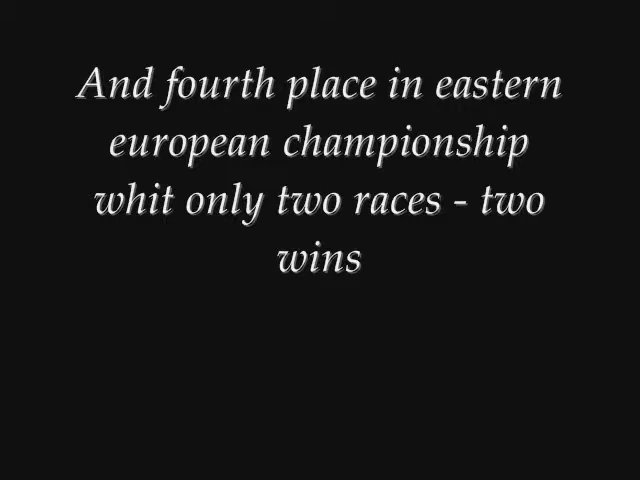 And fourth place in eastern
european championship
whit only two races - two
wins